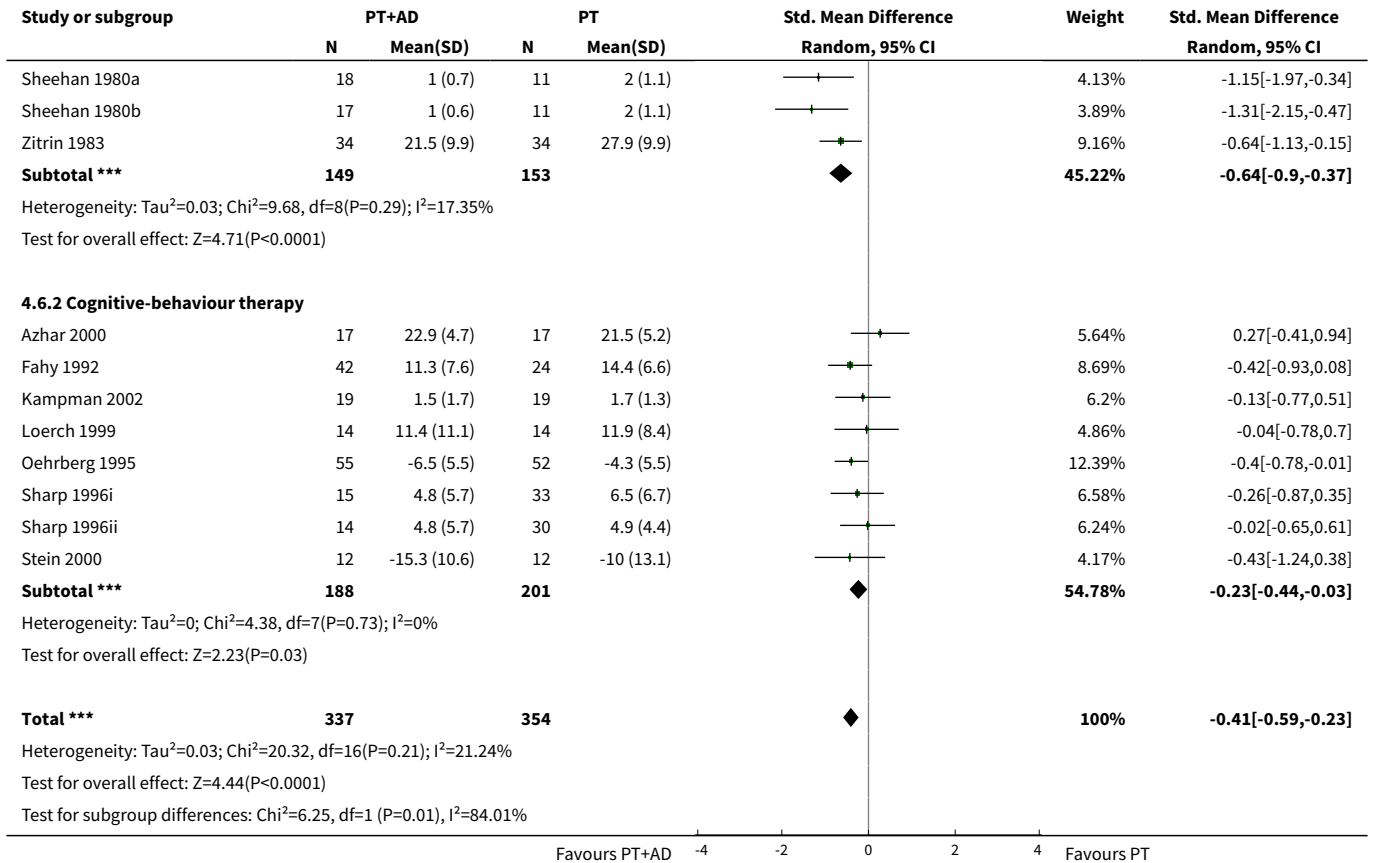 Study or subgroup PT+AD PT Std. Mean Difference Weight Std. Mean Difference
N Mean(SD) N Mean(SD) Random, 95% CI Random, 95% CI
Sheehan 1980a 18 1 (0.7) 11 2 (1.1) 4.13% -1.15[-1.97,-0.34]
Sheehan 1980b 17 1 (0.6) 11 2 (1.1) 3.89% -1.31[-2.15,-0.47]
Zitrin 1983 34 21.5 (9.9) 34 27.9 (9.9) 9.16% -0.64[-1.13,-0.15]
Subtotal *** 149 153 45.22% -0.64[-0.9,-0.37]
Heterogeneity: Tau²=0.03; Chi²=9.68, df=8(P=0.29); I²=17.35%
Test for overall effect: Z=4.71(P<0.0001)
4.6.2 Cognitive-behaviour therapy
Azhar 2000 17 22.9 (4.7) 17 21.5 (5.2) 5.64% 0.27[-0.41,0.94]
Fahy 1992 42 11.3 (7.6) 24 14.4 (6.6) 8.69% -0.42[-0.93,0.08]
Kampman 2002 19 1.5 (1.7) 19 1.7 (1.3) 6.2% -0.13[-0.77,0.51]
Loerch 1999 14 11.4 (11.1) 14 11.9 (8.4) 4.86% -0.04[-0.78,0.7]
Oehrberg 1995 55 -6.5 (5.5) 52 -4.3 (5.5) 12.39% -0.4[-0.78,-0.01]
Sharp 1996i 15 4.8 (5.7) 33 6.5 (6.7) 6.58% -0.26[-0.87,0.35]
Sharp 1996ii 14 4.8 (5.7) 30 4.9 (4.4) 6.24% -0.02[-0.65,0.61]
Stein 2000 12 -15.3 (10.6) 12 -10 (13.1) 4.17% -0.43[-1.24,0.38]
Subtotal *** 188 201 54.78% -0.23[-0.44,-0.03]
Heterogeneity: Tau²=0; Chi²=4.38, df=7(P=0.73); I²=0%
Test for overall effect: Z=2.23(P=0.03)
Total *** 337 354 100% -0.41[-0.59,-0.23]
Heterogeneity: Tau²=0.03; Chi²=20.32, df=16(P=0.21); I²=21.24%
Test for overall effect: Z=4.44(P<0.0001)
Test for subgroup differences: Chi²=6.25, df=1 (P=0.01), I²=84.01%
Favours PT+AD -4 -2 0 2 4 Favours PT